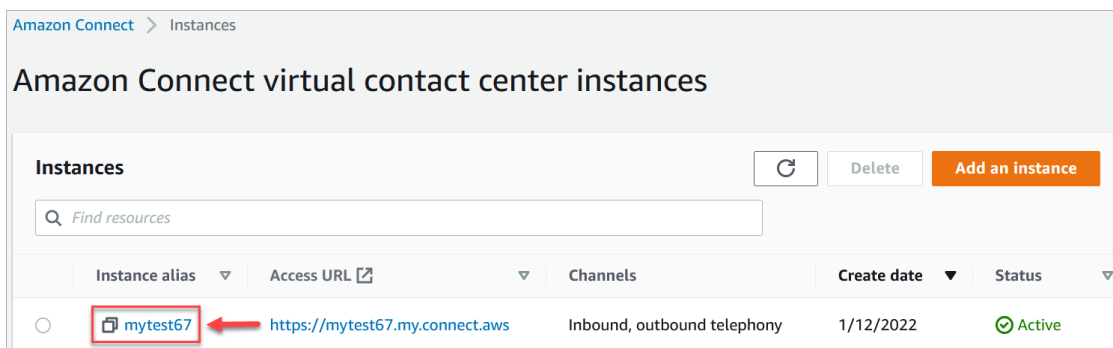 Amazon Connect > Instances
Amazon Connect virtual contact center instances
Instances
Delete
Add an instance
Find resources
Instance alias Access URL Channels Create date Status
mytest67 https://mytest67.my.connect.aws Inbound, outbound telephony 1/12/2022 Active